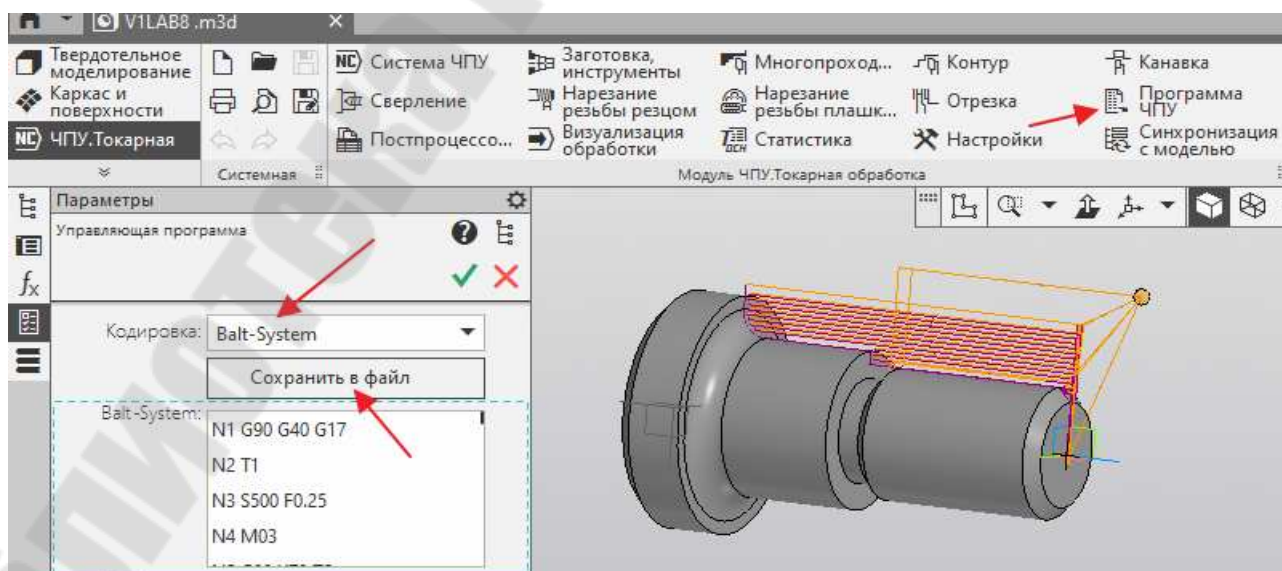 V1LAB8 .m3d
Твердотельное моделирование
Каркас и поверхности
ЧПУ.Токарная
Системная
Система ЧПУ
Сверление
Постпроцессо...
Заготовка, инструменты
Нарезание резьбы резцом
Визуализация обработки
Многопроход...
Нарезание резьбы плашк...
Статистика
Контур
Отрезка
Настройки
Канавка
Программа ЧПУ
Синхронизация с моделью
Модуль ЧПУ.Токарная обработка
Параметры
Управляющая программа
Кодировка: Balt-System
Сохранить в файл
Balt-System:
N1 G90 G40 G17
N2 T1
N3 S500 F0.25
N4 M03